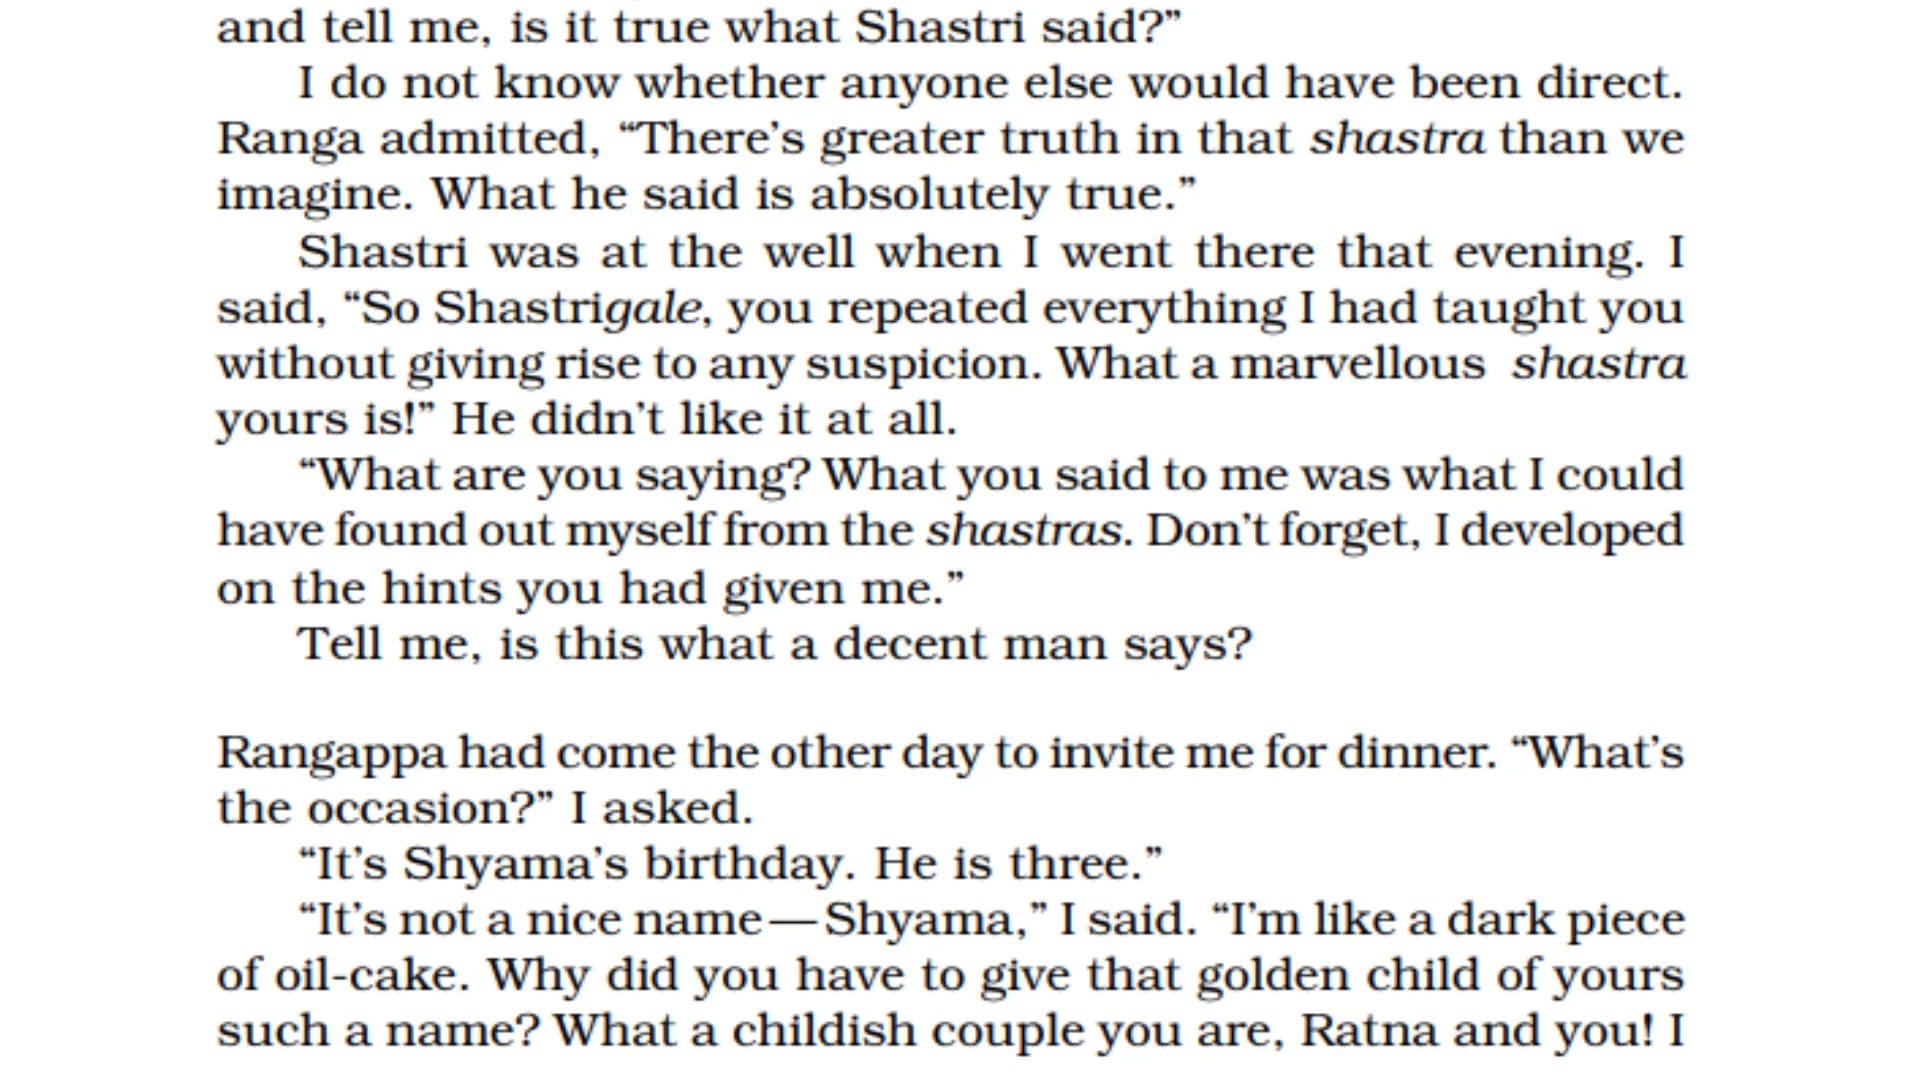 and tell me, is it true what Shastri said?”
I do not know whether anyone else would have been direct.
Ranga admitted, “There’s greater truth in that shastra than we
imagine. What he said is absolutely true.”
Shastri was at the well when I went there that evening. I
said, “So Shastrigale, you repeated everything I had taught you
without giving rise to any suspicion. What a marvellous shastra
yours is!” He didn’t like it at all.
“What are you saying? What you said to me was what I could
have found out myself from the shastras. Don’t forget, I developed
on the hints you had given me.”
Tell me, is this what a decent man says?
Rangappa had come the other day to invite me for dinner. “What’s
the occasion?” I asked.
“It’s Shyama’s birthday. He is three.”
“It’s not a nice name — Shyama,” I said. “I’m like a dark piece
of oil-cake. Why did you have to give that golden child of yours
such a name? What a childish couple you are, Ratna and you! I